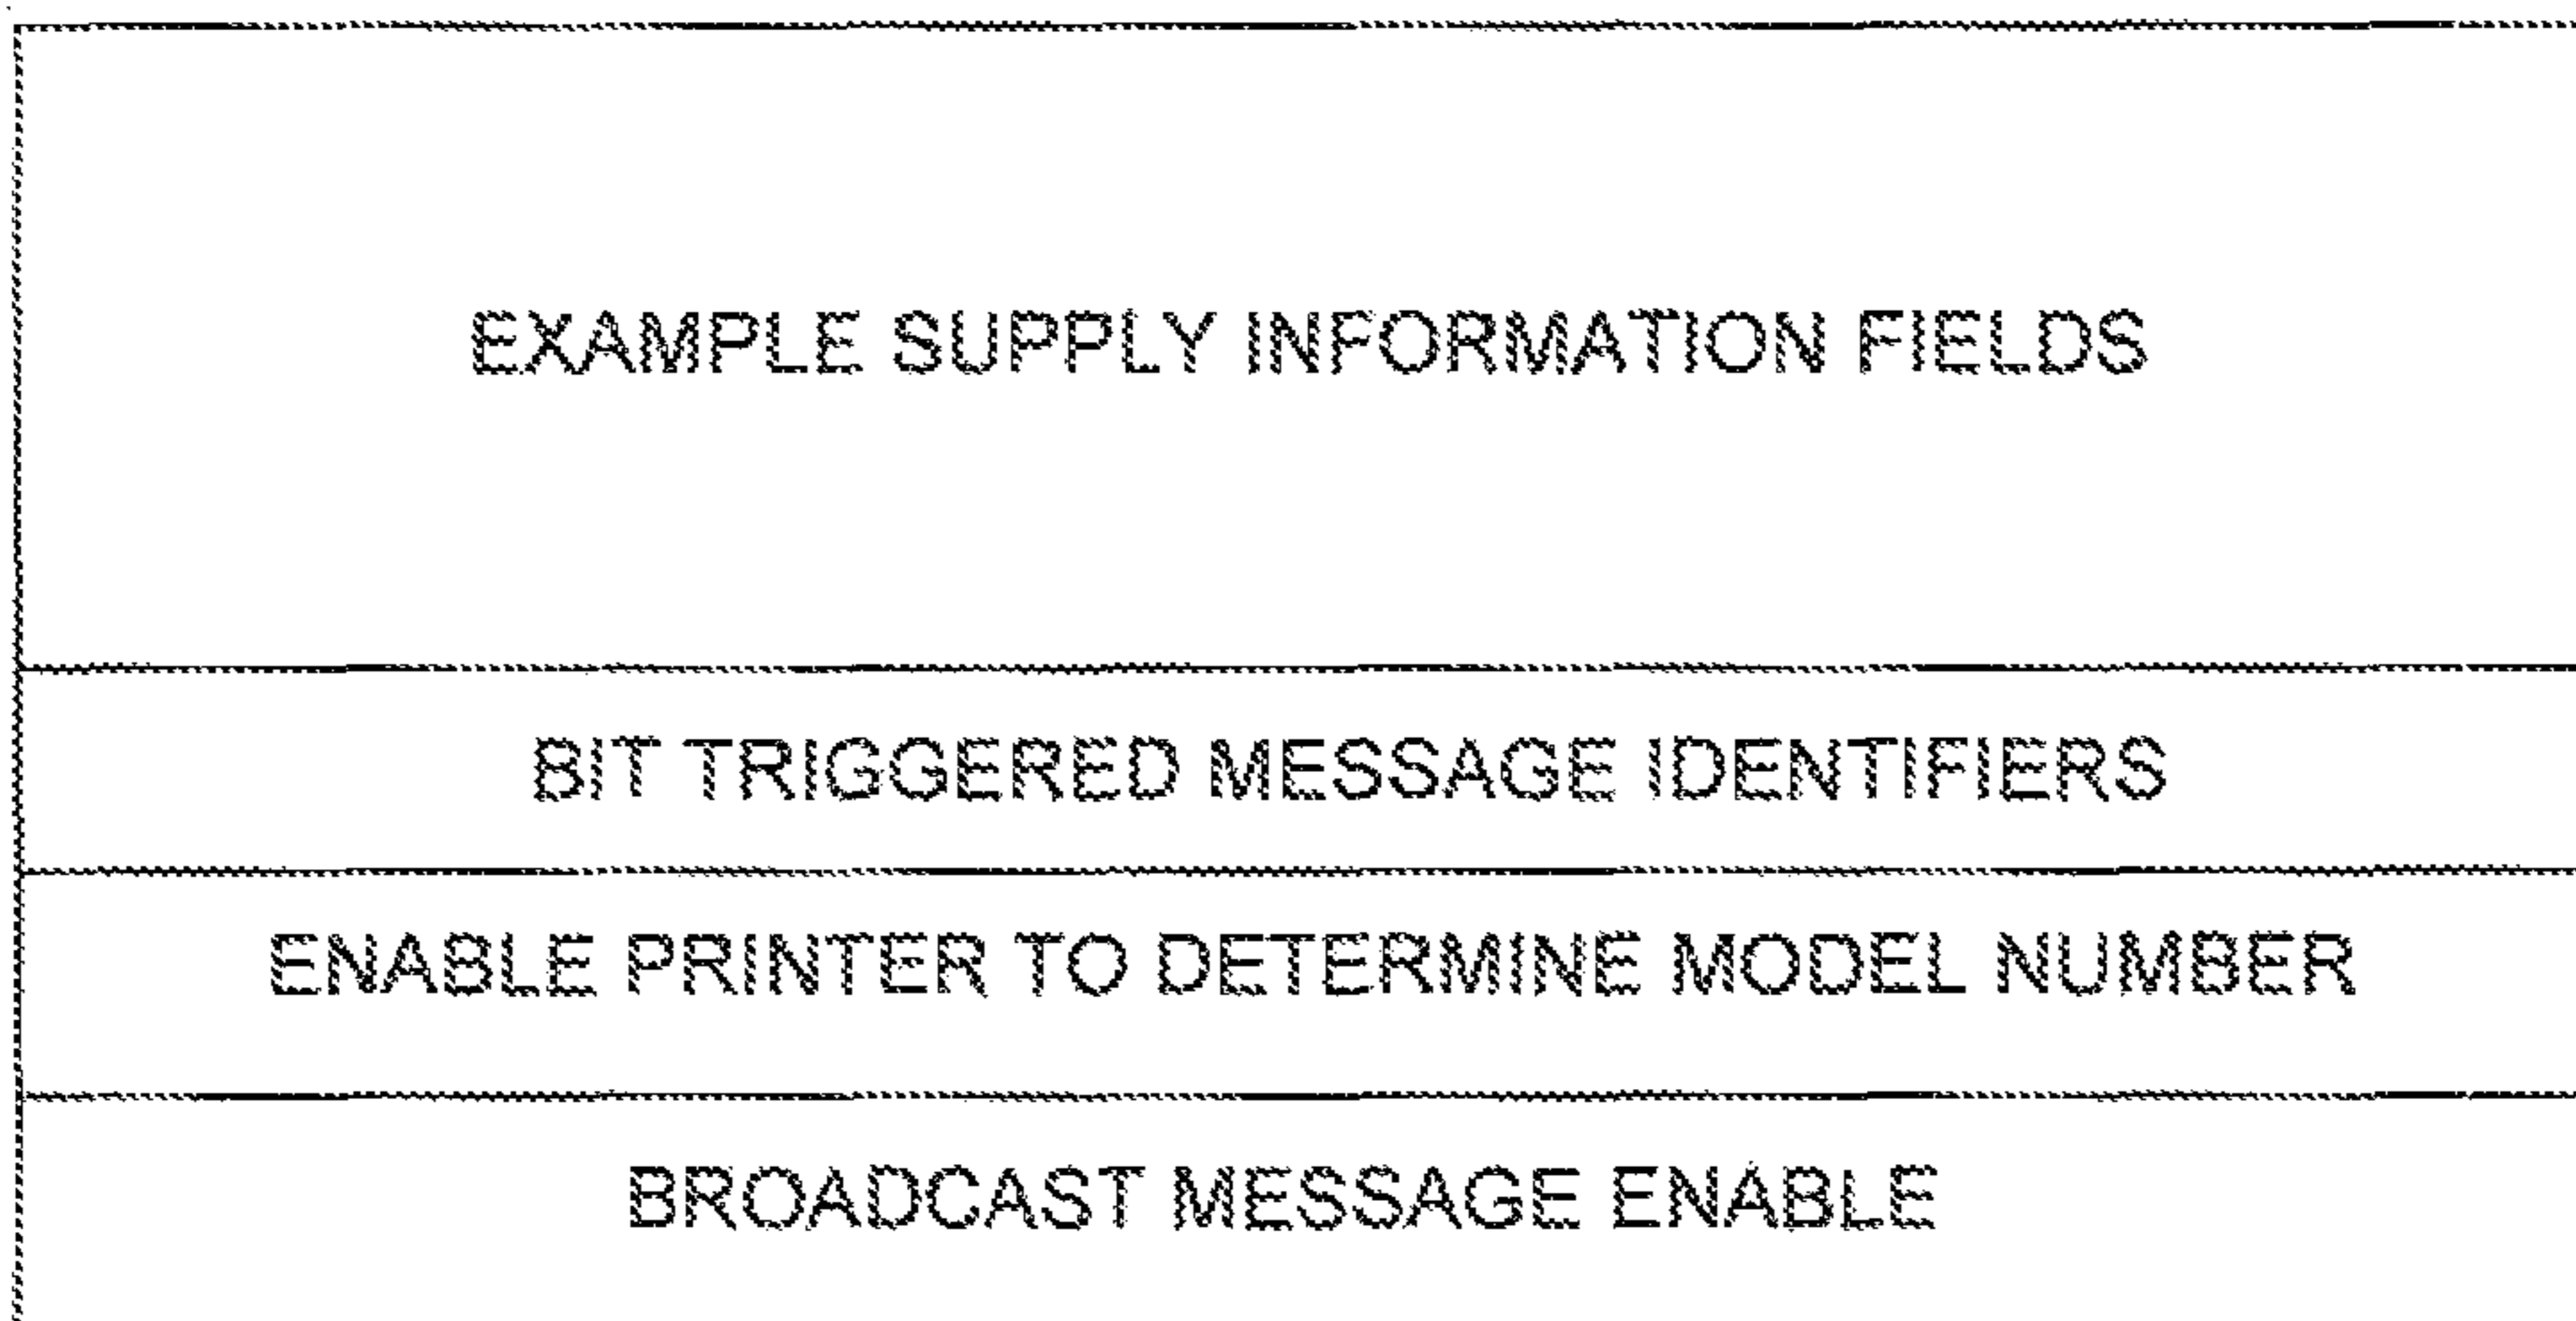 EXAMPLE SUPPLY INFORMATION FIELDS
BIT TRIGGERED MESSAGE IDENTIFIERS
ENABLE PRINTER TO DETERMINE MODEL NUMBER
BROADCAST MESSAGE ENABLE